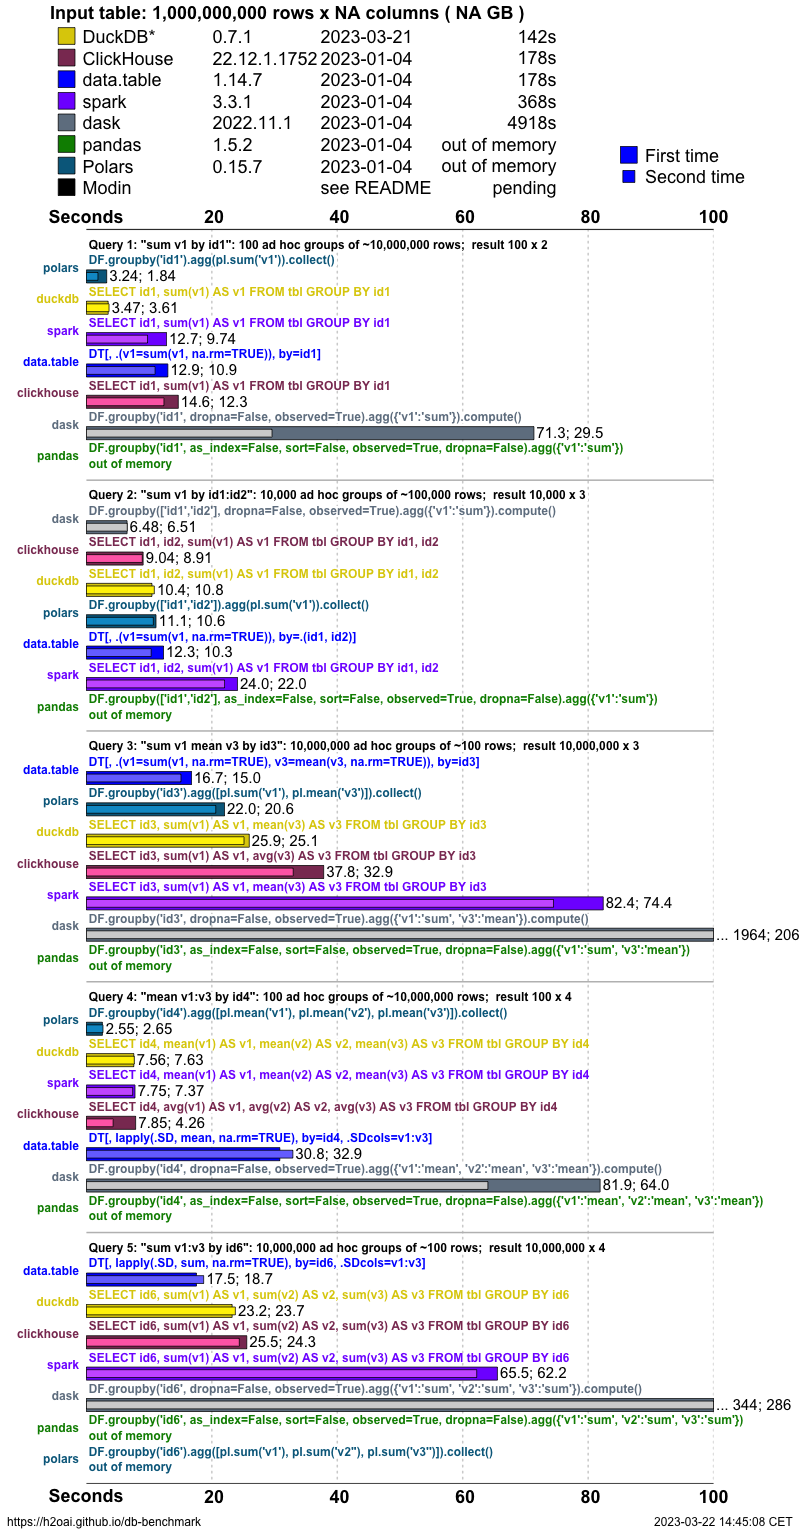 Input table: 1,000,000,000 rows x NA columns ( NA GB )
DuckDB* 0.7.1 2023-03-21 142s
ClickHouse 22.12.1.1752 2023-01-04 178s
data.table 1.14.7 2023-01-04 178s
spark 3.3.1 2023-01-04 368s
dask 2022.11.1 2023-01-04 4918s
pandas 1.5.2 2023-01-04 out of memory
Polars 0.15.7 2023-01-04 out of memory
Modin see README pending
First time
Second time
Seconds 20 40 60 80 100
Query 1: "sum v1 by id1": 100 ad hoc groups of ~10,000,000 rows; result 100 x 2
DF.groupby('id1').agg(pl.sum('v1')).collect()
polars 3.24; 1.84
SELECT id1, sum(v1) AS v1 FROM tbl GROUP BY id1
duckdb 3.47; 3.61
SELECT id1, sum(v1) AS v1 FROM tbl GROUP BY id1
spark 12.7; 9.74
DT[, .(v1=sum(v1, na.rm=TRUE)), by=id1]
data.table 12.9; 10.9
SELECT id1, sum(v1) AS v1 FROM tbl GROUP BY id1
clickhouse 14.6; 12.3
DF.groupby('id1', dropna=False, observed=True).agg({'v1':'sum'}).compute()
dask 71.3; 29.5
DF.groupby('id1', as_index=False, sort=False, observed=True, dropna=False).agg({'v1':'sum'})
pandas out of memory
Query 2: "sum v1 by id1:id2": 10,000 ad hoc groups of ~100,000 rows; result 10,000 x 3
DF.groupby(['id1','id2'], dropna=False, observed=True).agg({'v1':'sum'}).compute()
dask 6.48; 6.51
SELECT id1, id2, sum(v1) AS v1 FROM tbl GROUP BY id1, id2
clickhouse 9.04; 8.91
SELECT id1, id2, sum(v1) AS v1 FROM tbl GROUP BY id1, id2
duckdb 10.4; 10.8
DF.groupby(['id1','id2']).agg(pl.sum('v1')).collect()
polars 11.1; 10.6
DT[, .(v1=sum(v1, na.rm=TRUE)), by=.(id1, id2)]
data.table 12.3; 10.3
SELECT id1, id2, sum(v1) AS v1 FROM tbl GROUP BY id1, id2
spark 24.0; 22.0
DF.groupby(['id1','id2'], as_index=False, sort=False, observed=True, dropna=False).agg({'v1':'sum'})
pandas out of memory
Query 3: "sum v1 mean v3 by id3": 10,000,000 ad hoc groups of ~100 rows; result 10,000,000 x 3
DT[, .(v1=sum(v1, na.rm=TRUE), v3=mean(v3, na.rm=TRUE)), by=id3]
data.table 16.7; 15.0
DF.groupby('id3').agg([pl.sum('v1'), pl.mean('v3')]).collect()
polars 22.0; 20.6
SELECT id3, sum(v1) AS v1, mean(v3) AS v3 FROM tbl GROUP BY id3
duckdb 25.9; 25.1
SELECT id3, sum(v1) AS v1, avg(v3) AS v3 FROM tbl GROUP BY id3
clickhouse 37.8; 32.9
SELECT id3, sum(v1) AS v1, mean(v3) AS v3 FROM tbl GROUP BY id3
spark 82.4; 74.4
DF.groupby('id3', dropna=False, observed=True).agg({'v1':'sum', 'v3':'mean'}).compute()
dask ... 1964; 206
DF.groupby('id3', as_index=False, sort=False, observed=True, dropna=False).agg({'v1':'sum', 'v3':'mean'})
pandas out of memory
Query 4: "mean v1:v3 by id4": 100 ad hoc groups of ~10,000,000 rows; result 100 x 4
DF.groupby('id4').agg([pl.mean('v1'), pl.mean('v2'), pl.mean('v3')]).collect()
polars 2.55; 2.65
SELECT id4, mean(v1) AS v1, mean(v2) AS v2, mean(v3) AS v3 FROM tbl GROUP BY id4
duckdb 7.56; 7.63
SELECT id4, mean(v1) AS v1, mean(v2) AS v2, mean(v3) AS v3 FROM tbl GROUP BY id4
spark 7.75; 7.37
SELECT id4, avg(v1) AS v1, avg(v2) AS v2, avg(v3) AS v3 FROM tbl GROUP BY id4
clickhouse 7.85; 4.26
DT[, lapply(.SD, mean, na.rm=TRUE), by=id4, .SDcols=v1:v3]
data.table 30.8; 32.9
DF.groupby('id4', dropna=False, observed=True).agg({'v1':'mean', 'v2':'mean', 'v3':'mean'}).compute()
dask 81.9; 64.0
DF.groupby('id4', as_index=False, sort=False, observed=True, dropna=False).agg({'v1':'mean', 'v2':'mean', 'v3':'mean'})
pandas out of memory
Query 5: "sum v1:v3 by id6": 10,000,000 ad hoc groups of ~100 rows; result 10,000,000 x 4
DT[, lapply(.SD, sum, na.rm=TRUE), by=id6, .SDcols=v1:v3]
data.table 17.5; 18.7
SELECT id6, sum(v1) AS v1, sum(v2) AS v2, sum(v3) AS v3 FROM tbl GROUP BY id6
duckdb 23.2; 23.7
SELECT id6, sum(v1) AS v1, sum(v2) AS v2, sum(v3) AS v3 FROM tbl GROUP BY id6
clickhouse 25.5; 24.3
SELECT id6, sum(v1) AS v1, sum(v2) AS v2, sum(v3) AS v3 FROM tbl GROUP BY id6
spark 65.5; 62.2
DF.groupby('id6', dropna=False, observed=True).agg({'v1':'sum', 'v2':'sum', 'v3':'sum'}).compute()
dask ... 344; 286
DF.groupby('id6', as_index=False, sort=False, observed=True, dropna=False).agg({'v1':'sum', 'v2':'sum', 'v3':'sum'})
pandas out of memory
DF.groupby('id6').agg([pl.sum('v1'), pl.sum('v2"), pl.sum('v3")]).collect()
polars out of memory
Seconds 20 40 60 80 100
https://h2oai.github.io/db-benchmark 2023-03-22 14:45:08 CET